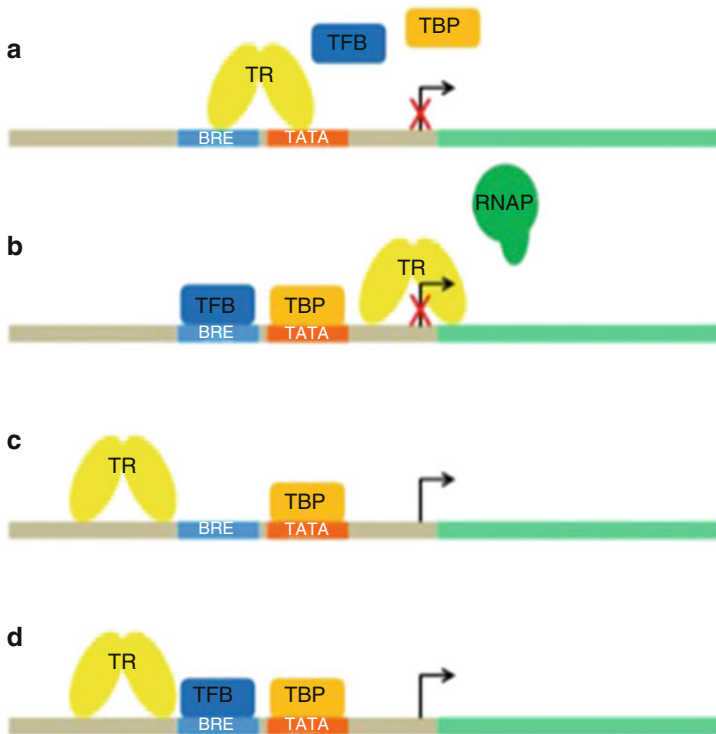 a
TR
TFB
TBP
BRE
TATA
b
RNAP
TFB
TBP
TR
BRE
TATA
c
TR
TBP
BRE
TATA
d
TR
TFB
TBP
BRE
TATA